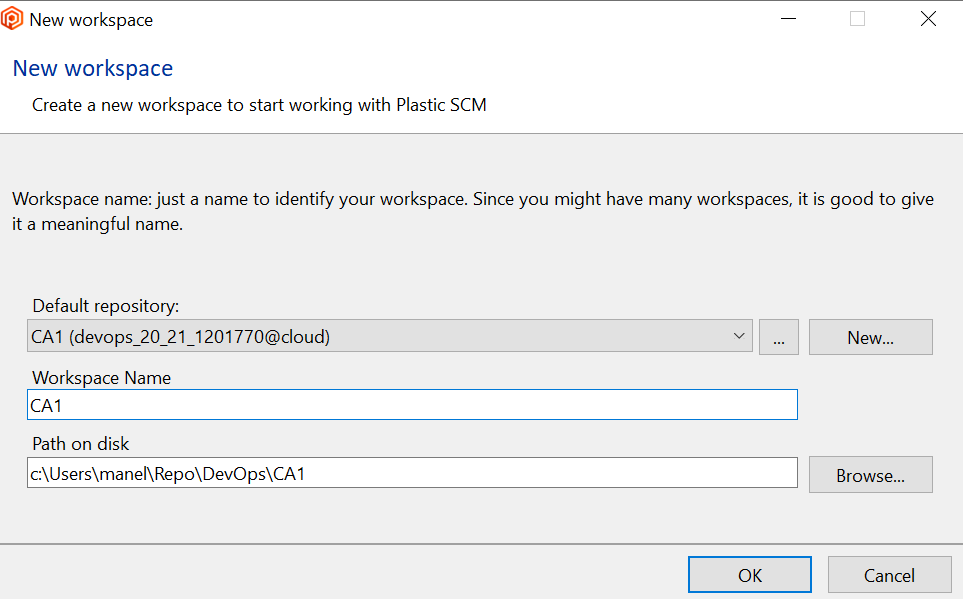 New workspace
New workspace
Create a new workspace to start working with Plastic SCM
Workspace name: just a name to identify your workspace. Since you might have many workspaces, it is good to give
it a meaningful name.
Default repository:
CA1 (devops_20_21_1201770@cloud)
...
New...
Workspace Name
CA1
Path on disk
c:\Users\manel\Repo\DevOps\CA1
Browse...
OK
Cancel